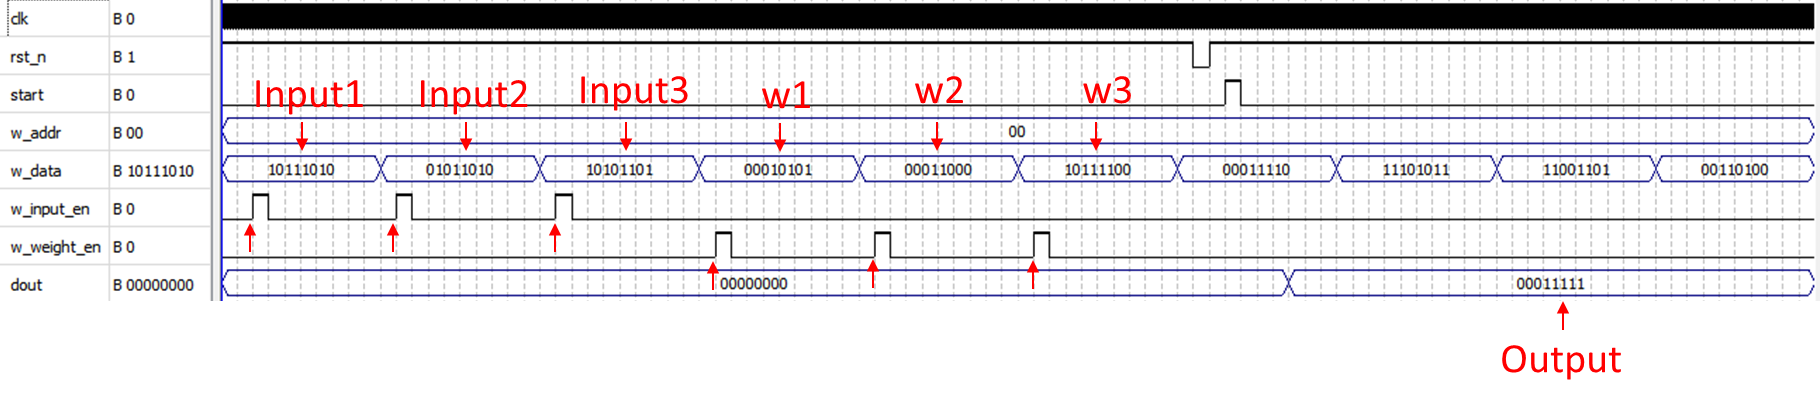 clk B 0
rst_n B 1
start B 0
Input1 Input2 Input3 w1 w2 w3
w_addr B 00 00
w_data B 10111010 10111010 01011010 10101101 00010101 00011000 10111100 00011110 11101011 11001101 00110100
w_input_en B 0
w_weight_en B 0
dout B 00000000 00000000 00011111
Output